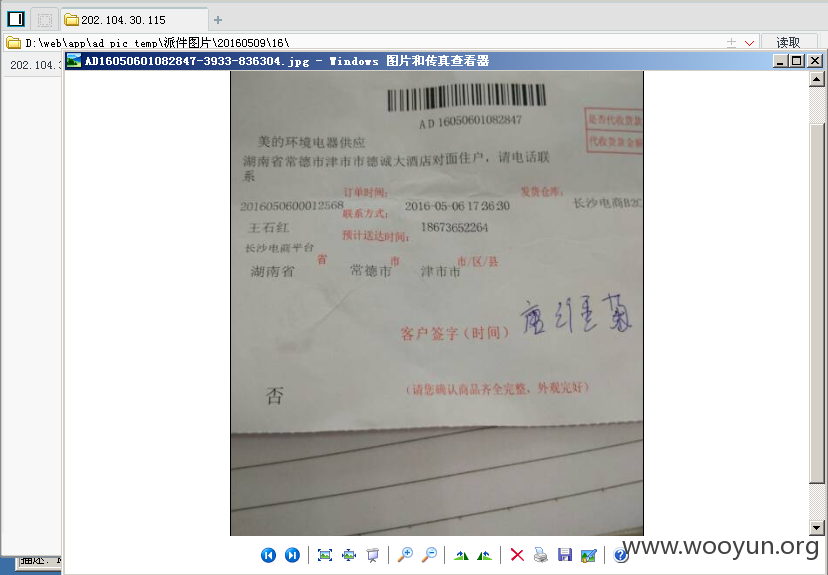 202.104.30.115
D:\web\app\ad pic temp\派件图片\20160509\16\
读取
202.104.3
AD16050601082847-3933-836304.jpg - Windows 图片和传真查看器
AD16050601082847
是否代收货款
美的环境电器供应
代收货款金额
湖南省常德市津市市德诚大酒店对面住户，请电话联
系
订单时间：
发货仓库：
2016050600012568
2016-05-06 17:36:30
长沙电商B2C
联系方式：
王石红
18673652264
预计送达时间：
长沙电商平台
省
市
市/区/县
湖南省
常德市
津市市
客户签字（时间）
否
（请您确认商品齐全完整，外观完好）
www.wooyun.org